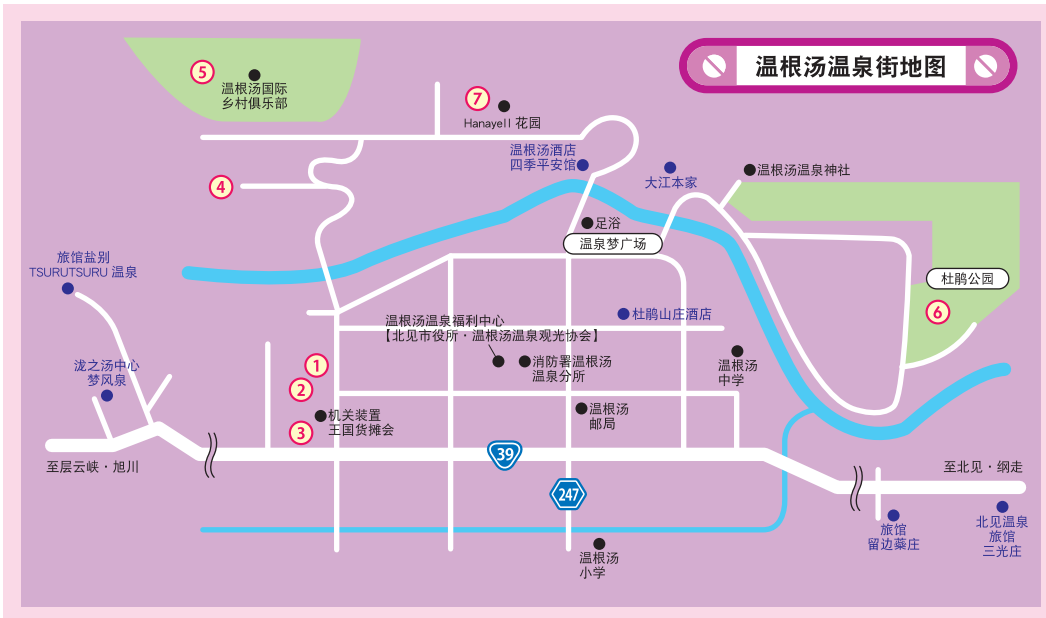 温根汤温泉街地图
5
温根汤国际
乡村俱乐部
7
Hanayell 花园
温根汤酒店
四季平安馆
4
大江本家
温根汤温泉神社
足浴
温泉梦广场
旅馆盐别
TSURUTSURU 温泉
杜鹃公园
6
杜鹃山庄酒店
温根汤温泉福利中心
【北见市役所·温根汤温泉观光协会】
消防署温根汤
温泉分所
温根汤
中学
泷之汤中心
梦风泉
1
2
3
机关装置
王国货摊会
温根汤
邮局
39
至层云峡·旭川
至北见·纲走
247
旅馆
留边蘂庄
北见温泉
旅馆
三光庄
温根汤
小学